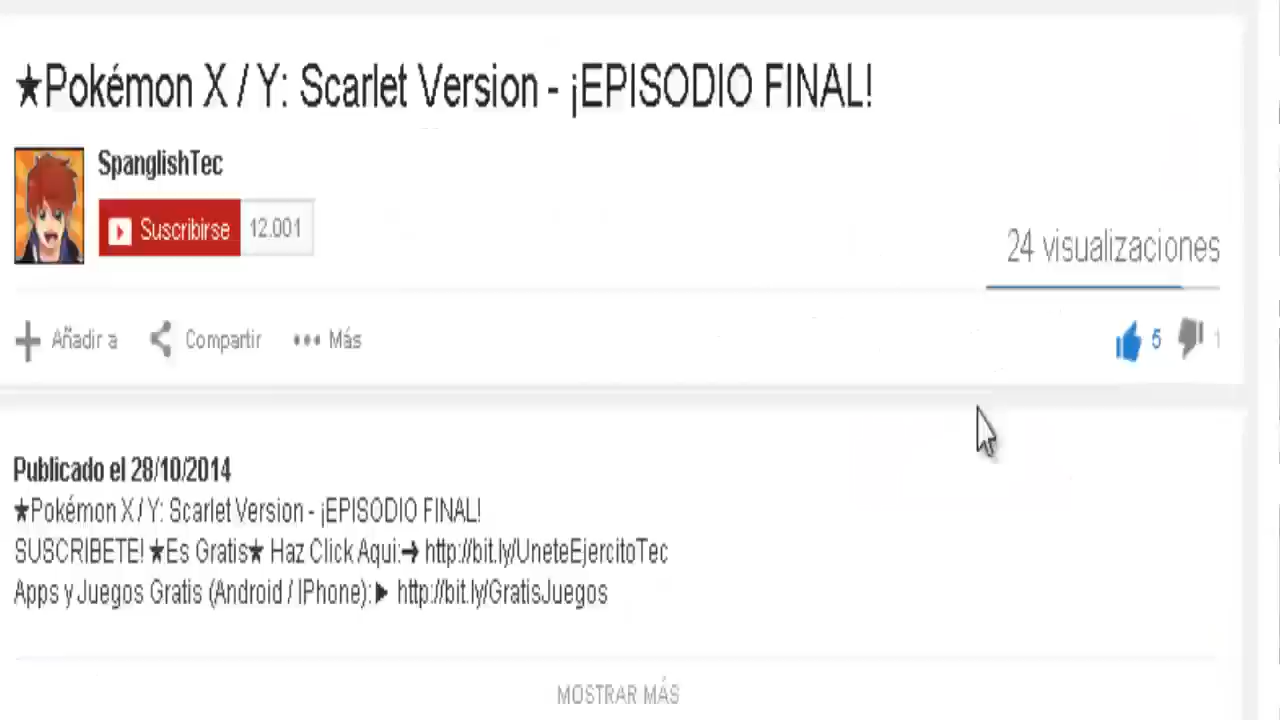 ★Pokémon X / Y: Scarlet Version - ¡EPISODIO FINAL!
SpanglishTec
Suscribirse 12.001
24 visualizaciones
Añadir a Compartir ••• Más 5 1
Publicado el 28/10/2014
★Pokémon X / Y: Scarlet Version - ¡EPISODIO FINAL!
SUSCRIBETE! ★Es Gratis★ Haz Click Aqui:➜ http://bit.ly/UneteEjercitoTec
Apps y Juegos Gratis (Android / IPhone):► http://bit.ly/GratisJuegos
MOSTRAR MÁS